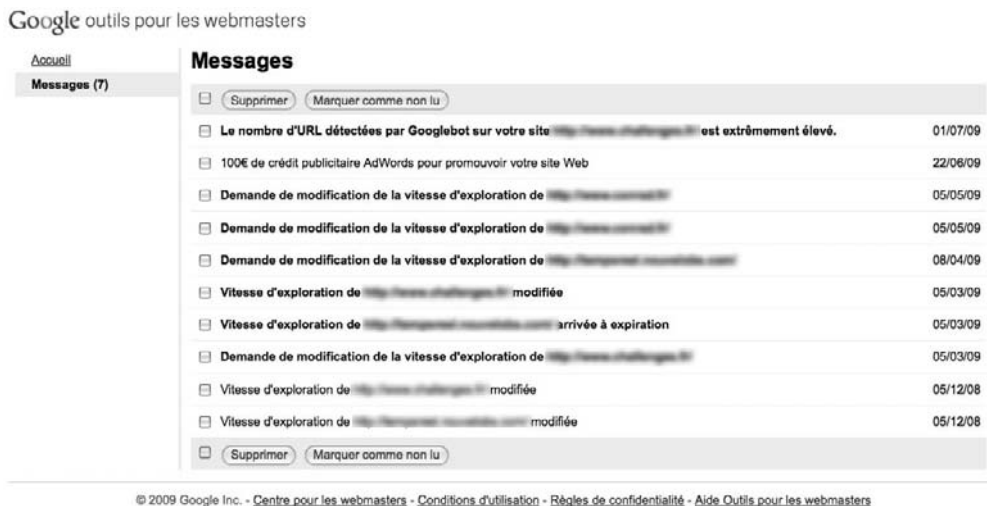 Google outils pour les webmasters
Accueil
Messages (7)
Messages
Supprimer Marquer comme non lu
Le nombre d'URL détectées par Googlebot sur votre site est extrêmement élevé. 01/07/09
100€ de crédit publicitaire AdWords pour promouvoir votre site Web 22/06/09
Demande de modification de la vitesse d'exploration de 05/05/09
Demande de modification de la vitesse d'exploration de 05/05/09
Demande de modification de la vitesse d'exploration de 08/04/09
Vitesse d'exploration de modifiée 05/03/09
Vitesse d'exploration de arrivée à expiration 05/03/09
Demande de modification de la vitesse d'exploration de 05/03/09
Vitesse d'exploration de modifiée 05/12/08
Vitesse d'exploration de modifiée 05/12/08
Supprimer Marquer comme non lu
© 2009 Google Inc. - Centre pour les webmasters - Conditions d'utilisation - Règles de confidentialité - Aide Outils pour les webmasters